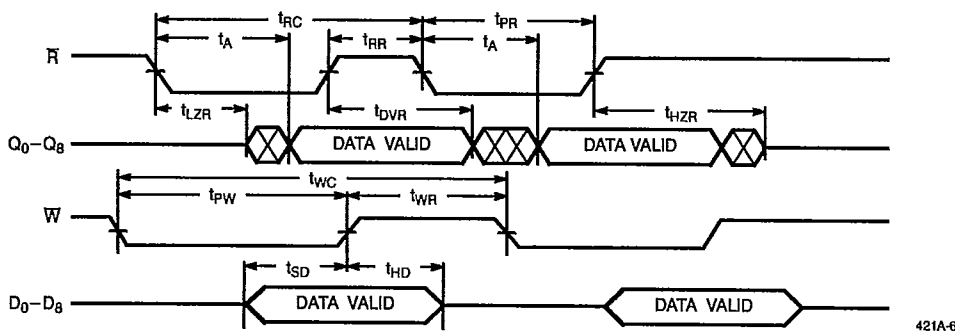 tRC tPR
tA tRR tA
R̅
tLZR tDVR tHZR
Q0–Q8 DATA VALID DATA VALID
tWC
tPW tWR
W̅
tSD tHD
D0–D8 DATA VALID DATA VALID
421A-6